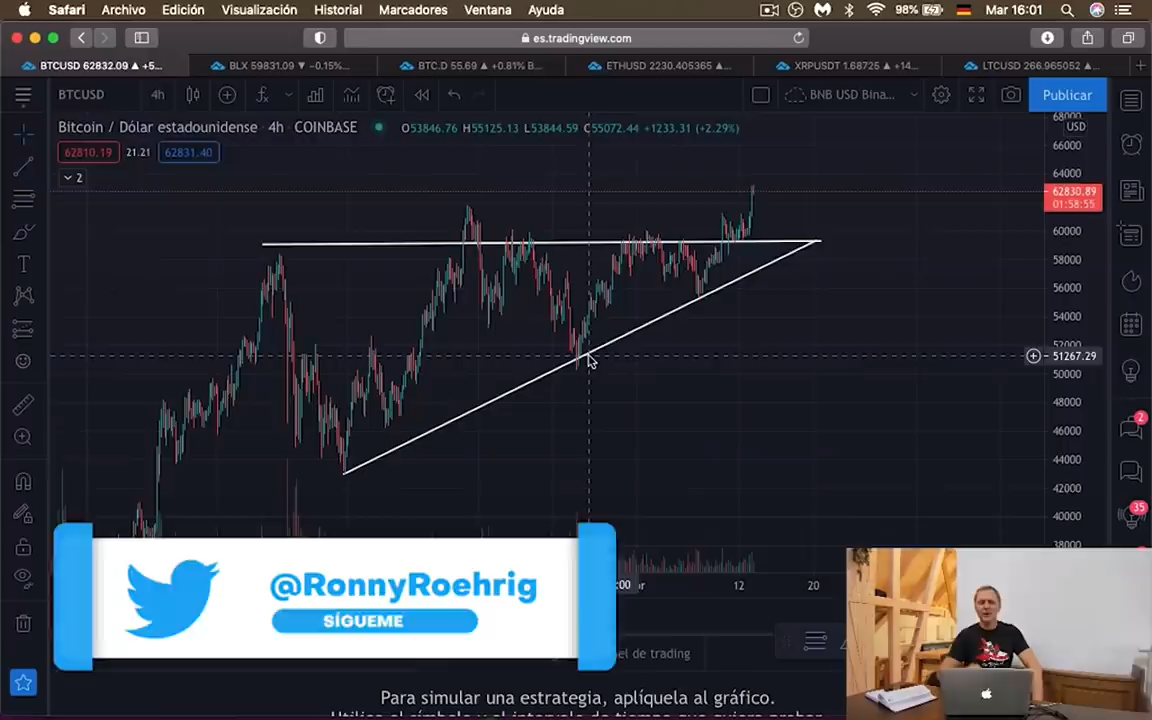 Safari Archivo Edición Visualización Historial Marcadores Ventana Ayuda 98% Mar 16:01
es.tradingview.com
BTCUSD 62832.09 ▲ +5... BLX 59831.09 ▼ −0.15%... BTC.D 55.69 ▲ +0.81% B... ETHUSD 2230.405365 ▲... XRPUSDT 1.68725 ▲ +14... LTCUSD 266.965052 ▲...
BTCUSD 4h BNB USD Bina... Publicar
Bitcoin / Dólar estadounidense · 4h · COINBASE O53846.76 H55125.13 L53844.59 C55072.44 +1233.31 (+2.29%)
68000
USD
62810.19 21.21 62831.40
66000
2
64000
62830.89
01:58:55
60000
58000
56000
54000
52000
51267.29
50000
48000
46000
44000
42000
40000
38000
2
35
@RonnyRoehrig
SÍGUEME
:00 12 20
el de trading
Para simular una estrategia, aplíquela al gráfico.